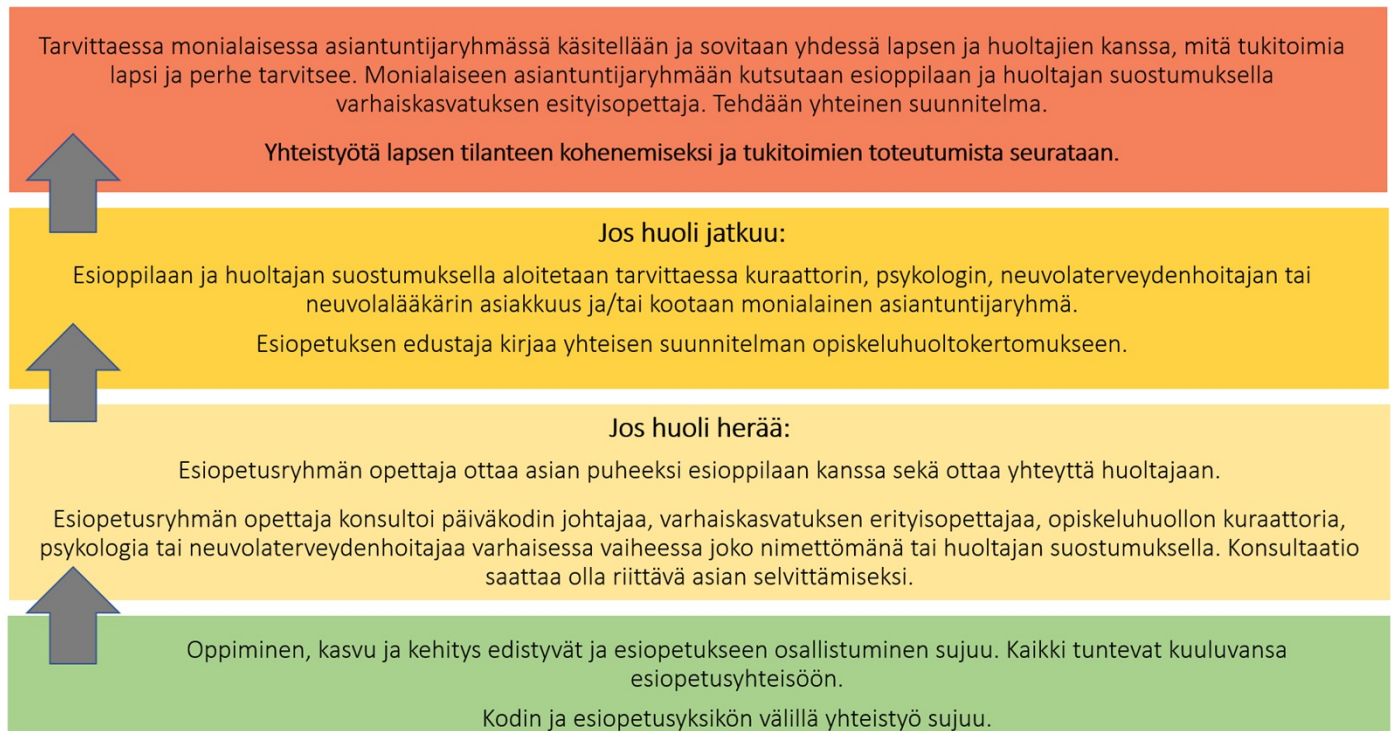 Tarvittaessa monialaisessa asiantuntijaryhmässä käsitellään ja sovitaan yhdessä lapsen ja huoltajien kanssa, mitä tukitoimia
lapsi ja perhe tarvitsee. Monialaiseen asiantuntijaryhmään kutsutaan esioppilaan ja huoltajan suostumuksella
varhaiskasvatuksen esityisopettaja. Tehdään yhteinen suunnitelma.
Yhteistyötä lapsen tilanteen kohenemiseksi ja tukitoimien toteutumista seurataan.
Jos huoli jatkuu:
Esioppilaan ja huoltajan suostumuksella aloitetaan tarvittaessa kuraattorin, psykologin, neuvolaterveydenhoitajan tai
neuvolalääkärin asiakkuus ja/tai kootaan monialainen asiantuntijaryhmä.
Esiopetuksen edustaja kirjaa yhteisen suunnitelman opiskeluhuoltokertomukseen.
Jos huoli herää:
Esiopetusryhmän opettaja ottaa asian puheeksi esioppilaan kanssa sekä ottaa yhteyttä huoltajaan.
Esiopetusryhmän opettaja konsultoi päiväkodin johtajaa, varhaiskasvatuksen erityisopettajaa, opiskeluhuollon kuraattoria,
psykologia tai neuvolaterveydenhoitajaa varhaisessa vaiheessa joko nimettömänä tai huoltajan suostumuksella. Konsultaatio
saattaa olla riittävä asian selvittämiseksi.
Oppiminen, kasvu ja kehitys edistyvät ja esiopetukseen osallistuminen sujuu. Kaikki tuntevat kuuluvansa
esiopetusyhteisöön.
Kodin ja esiopetusyksikön välillä yhteistyö sujuu.